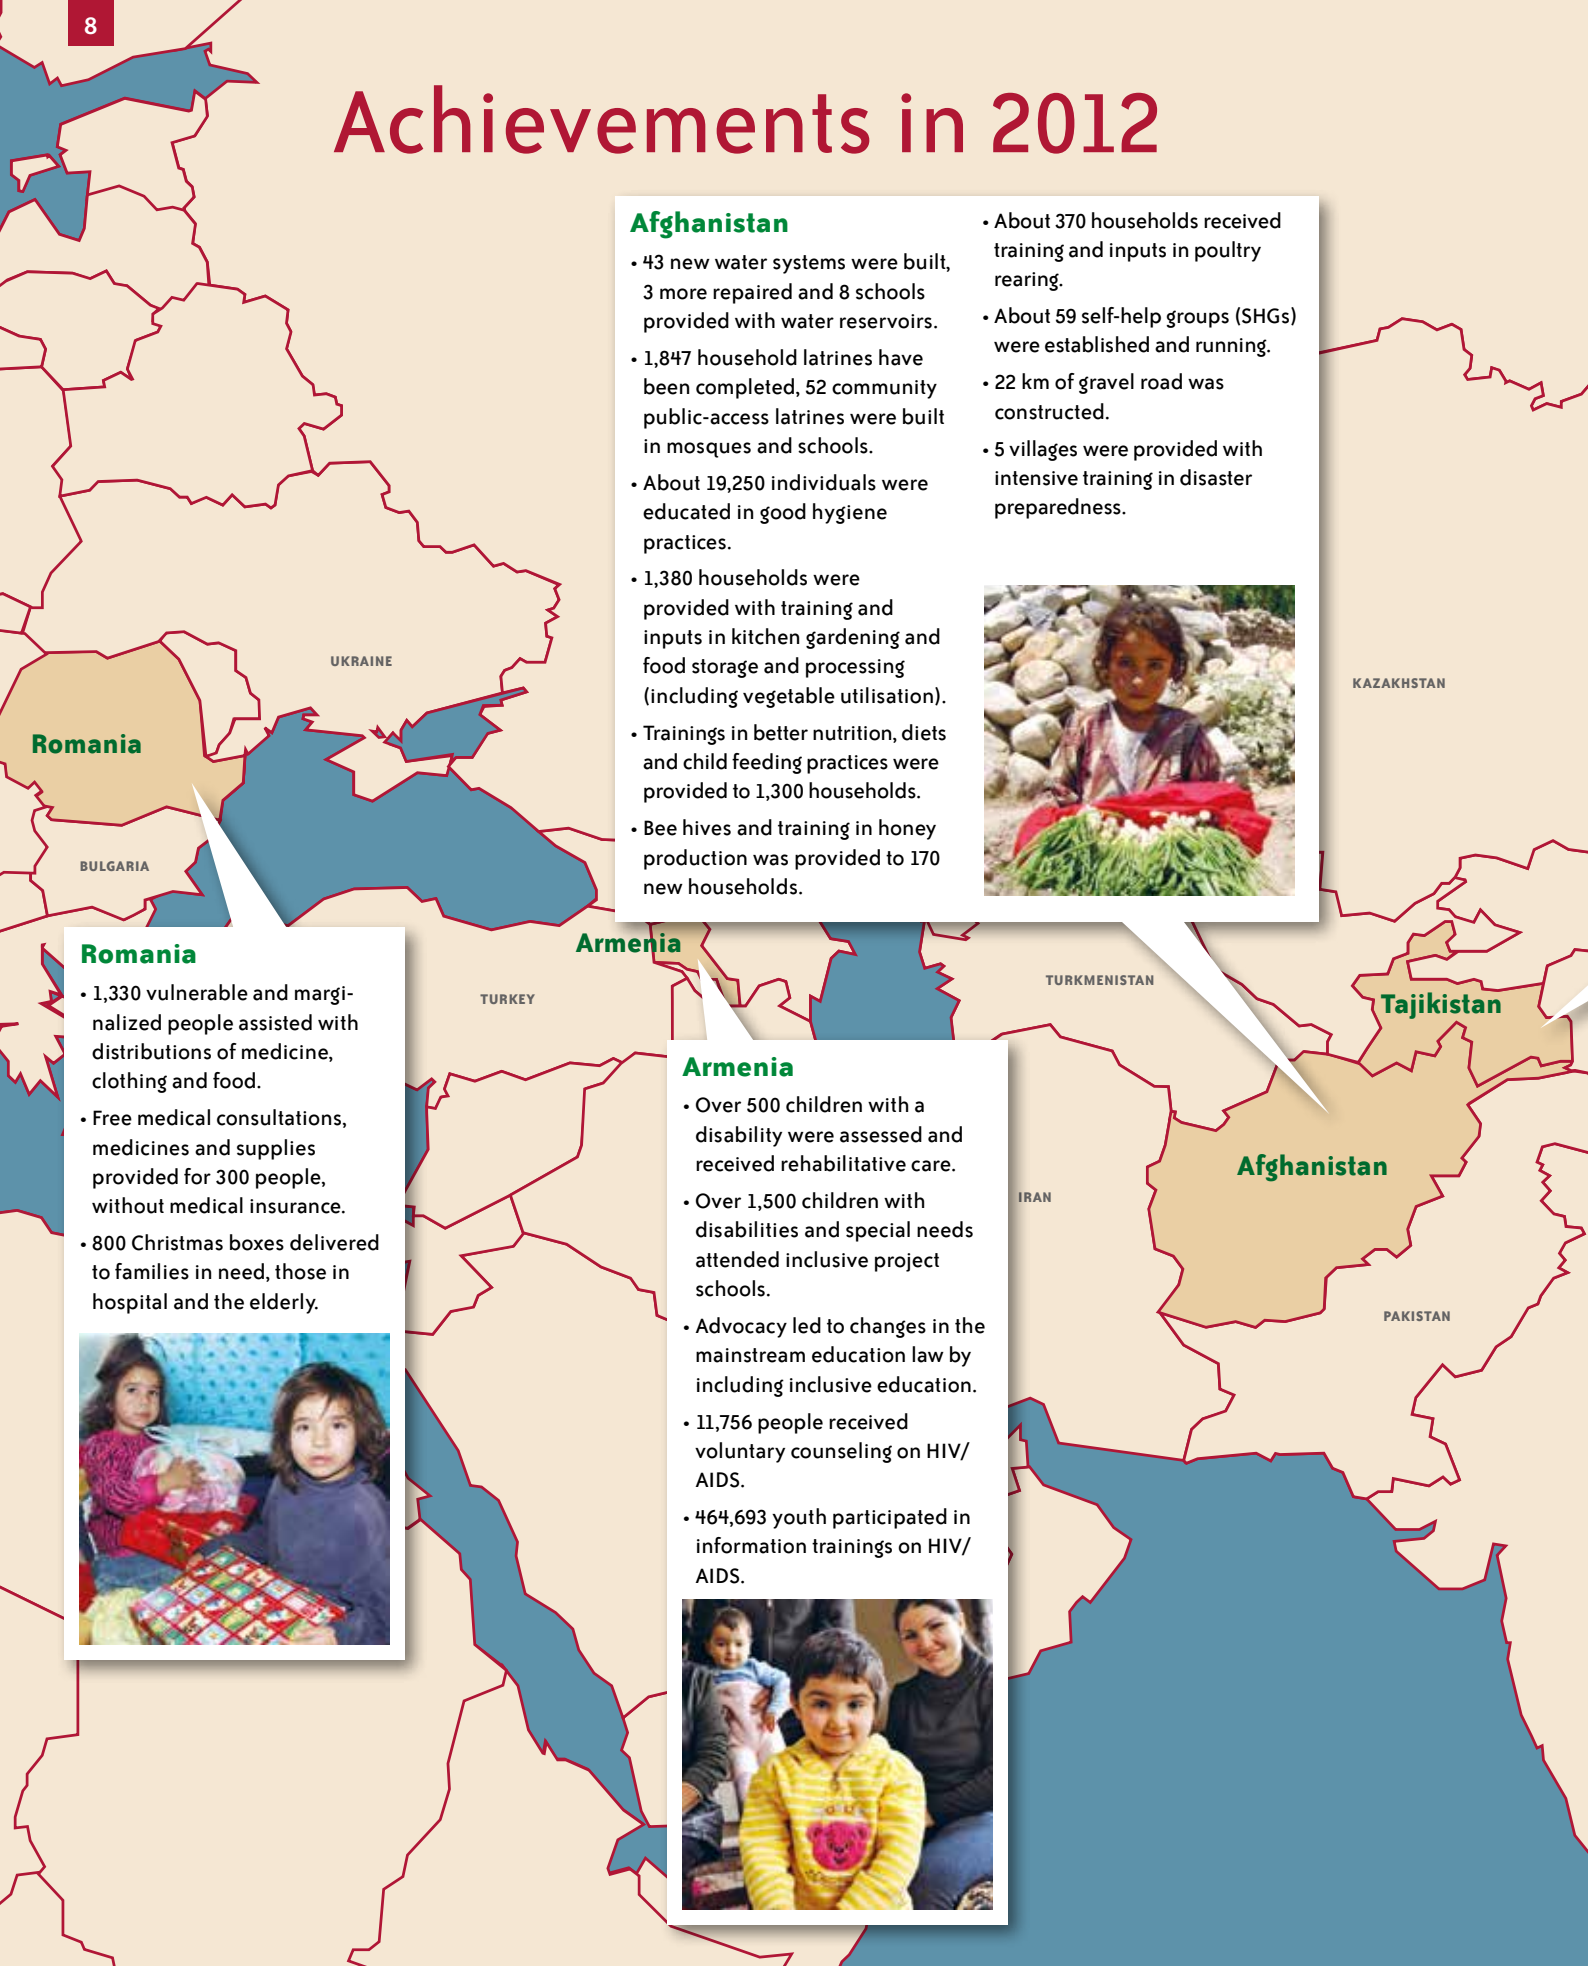 8
Achievements in 2012
Afghanistan
• 43 new water systems were built,
3 more repaired and 8 schools
provided with water reservoirs.
• 1,847 household latrines have
been completed, 52 community
public-access latrines were built
in mosques and schools.
• About 19,250 individuals were
educated in good hygiene
practices.
• 1,380 households were
provided with training and
inputs in kitchen gardening and
food storage and processing
(including vegetable utilisation).
• Trainings in better nutrition, diets
and child feeding practices were
provided to 1,300 households.
• Bee hives and training in honey
production was provided to 170
new households.
• About 370 households received
training and inputs in poultry
rearing.
• About 59 self-help groups (SHGs)
were established and running.
• 22 km of gravel road was
constructed.
• 5 villages were provided with
intensive training in disaster
preparedness.
UKRAINE
KAZAKHSTAN
Romania
BULGARIA
Armenia
TURKEY
TURKMENISTAN
Tajikistan
Afghanistan
IRAN
PAKISTAN
Romania
• 1,330 vulnerable and margi-
nalized people assisted with
distributions of medicine,
clothing and food.
• Free medical consultations,
medicines and supplies
provided for 300 people,
without medical insurance.
• 800 Christmas boxes delivered
to families in need, those in
hospital and the elderly.
Armenia
• Over 500 children with a
disability were assessed and
received rehabilitative care.
• Over 1,500 children with
disabilities and special needs
attended inclusive project
schools.
• Advocacy led to changes in the
mainstream education law by
including inclusive education.
• 11,756 people received
voluntary counseling on HIV/
AIDS.
• 464,693 youth participated in
information trainings on HIV/
AIDS.